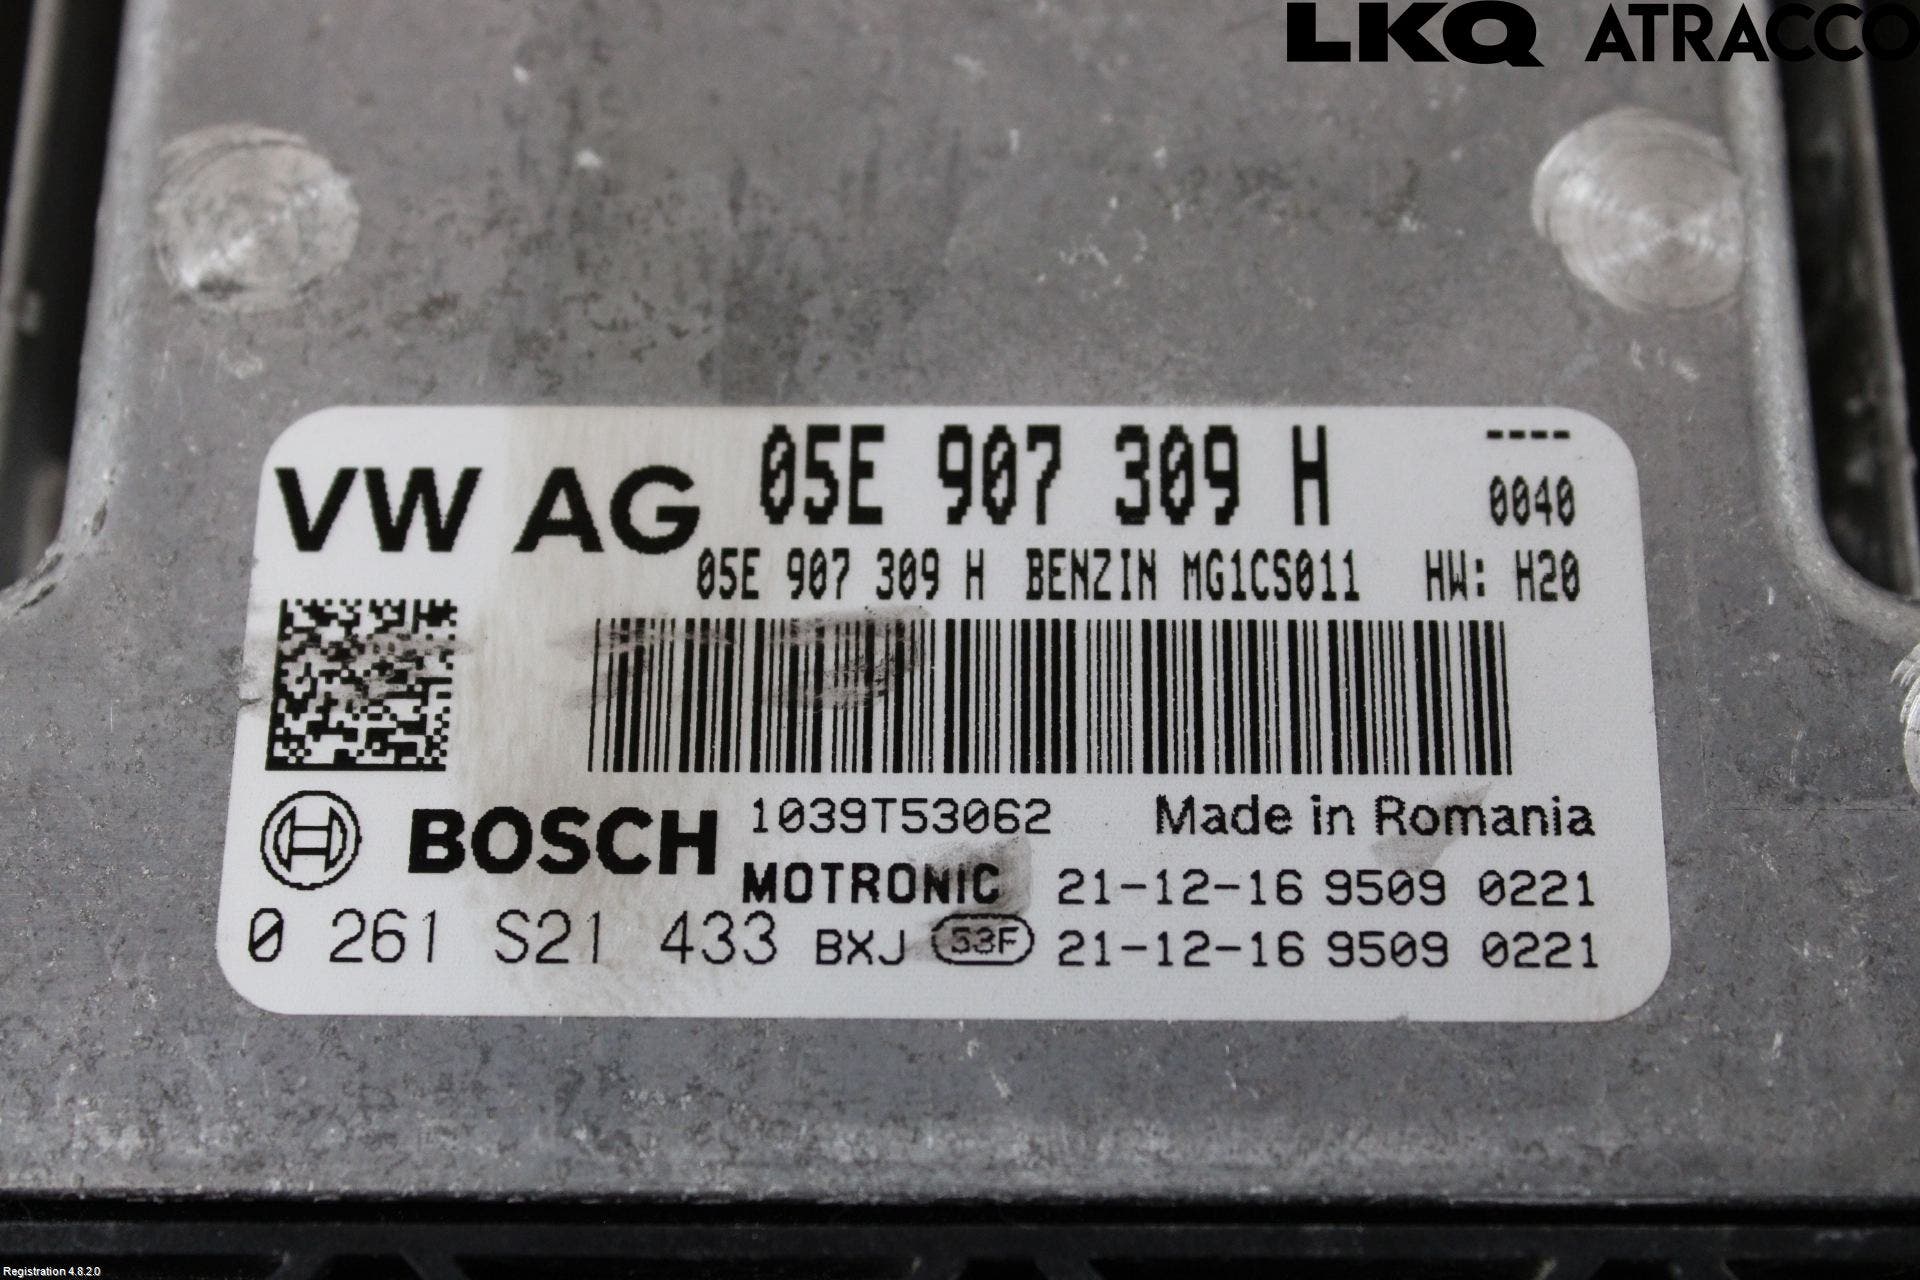 LKQ ATRACCO
VW AG 05E 907 309 H ----
0040
05E 907 309 H BENZIN MG1CS011 HW: H20
BOSCH 1039T53062 Made in Romania
MOTRONIC 21-12-16 9509 0221
0 261 S21 433 BXJ 53F 21-12-16 9509 0221
Registration 4.8.2.0